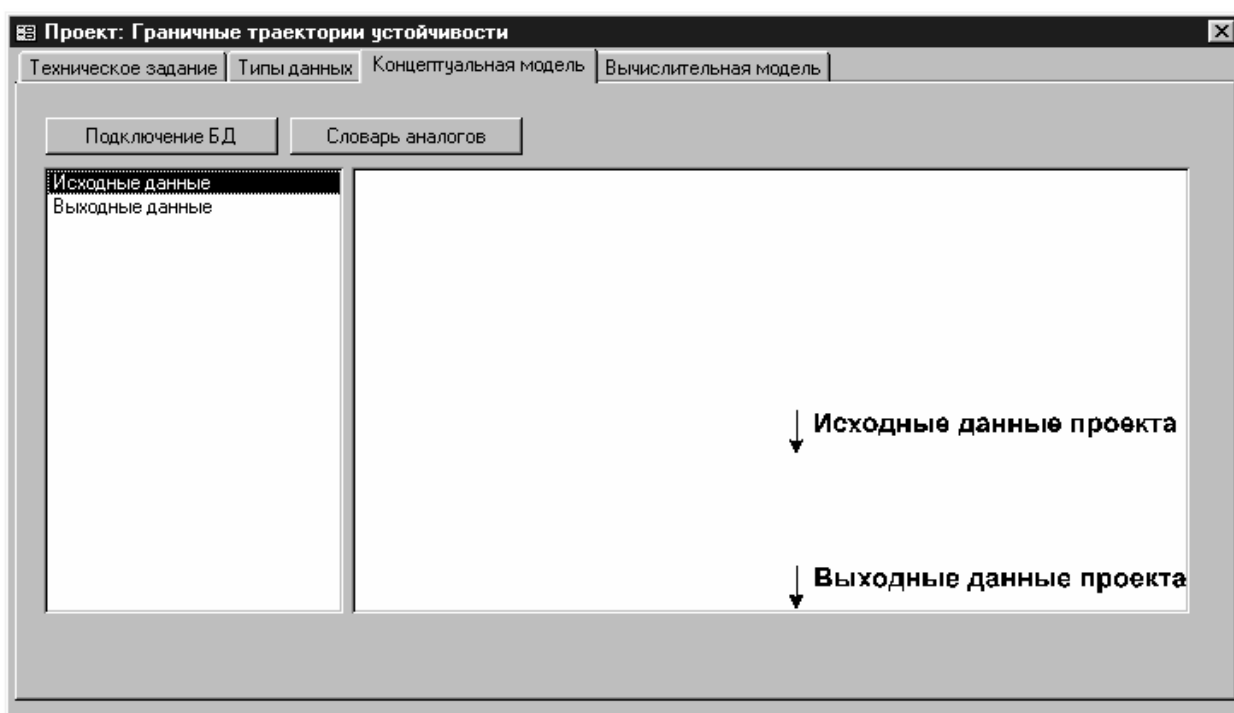 Проект: Граничные траектории устойчивости
Техническое задание Типы данных Концептуальная модель Вычислительная модель
Подключение БД Словарь аналогов
Исходные данные
Выходные данные
Исходные данные проекта
Выходные данные проекта